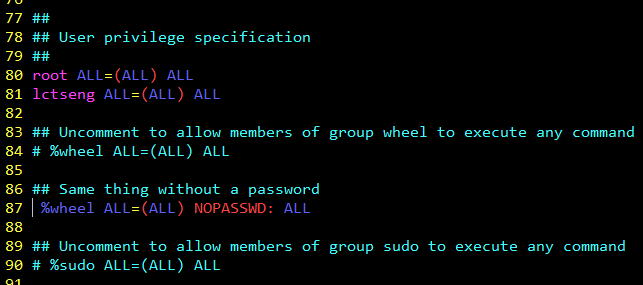 77 ##
78 ## User privilege specification
79 ##
80 root ALL=(ALL) ALL
81 lctseng ALL=(ALL) ALL
82
83 ## Uncomment to allow members of group wheel to execute any command
84 # %wheel ALL=(ALL) ALL
85
86 ## Same thing without a password
87  %wheel ALL=(ALL) NOPASSWD: ALL
88
89 ## Uncomment to allow members of group sudo to execute any command
90 # %sudo ALL=(ALL) ALL